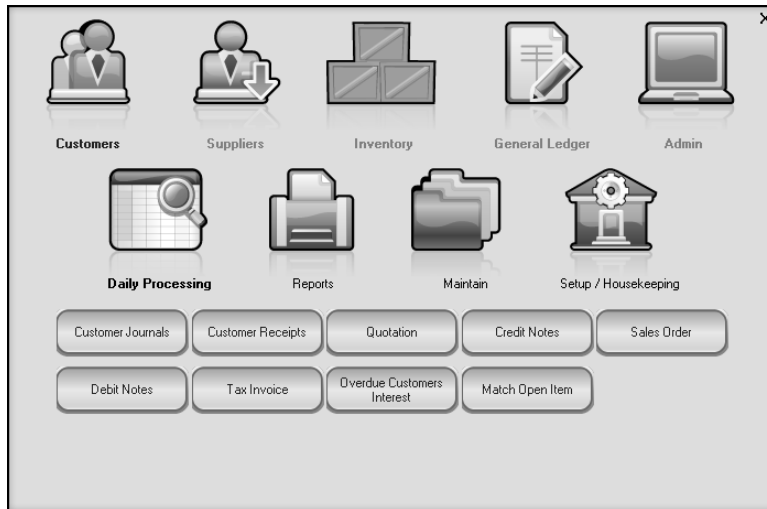 X
Customers
Suppliers
Inventory
General Ledger
Admin
Daily Processing
Reports
Maintain
Setup / Housekeeping
Customer Journals
Customer Receipts
Quotation
Credit Notes
Sales Order
Debit Notes
Tax Invoice
Overdue Customers
Interest
Match Open Item